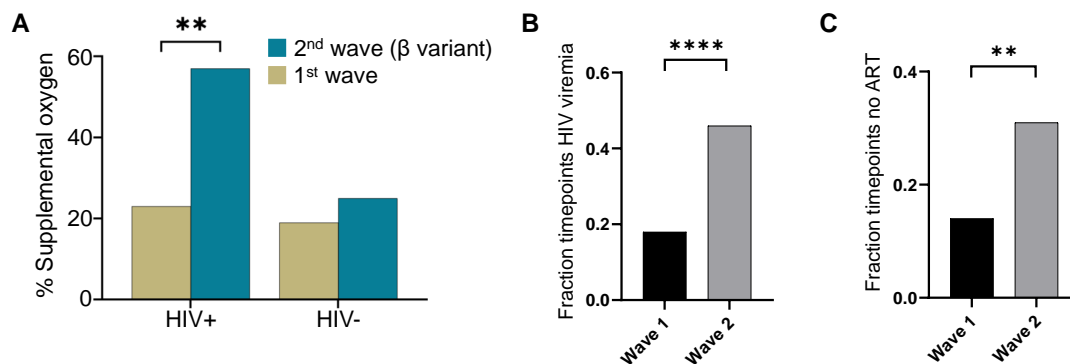 A
% Supplemental oxygen
60
40
20
0
**
2nd wave (β variant)
1st wave
HIV+
HIV-
B
Fraction timepoints HIV viremia
0.6
0.4
0.2
0.0
****
Wave 1
Wave 2
C
Fraction timepoints no ART
0.4
0.2
0.0
**
Wave 1
Wave 2